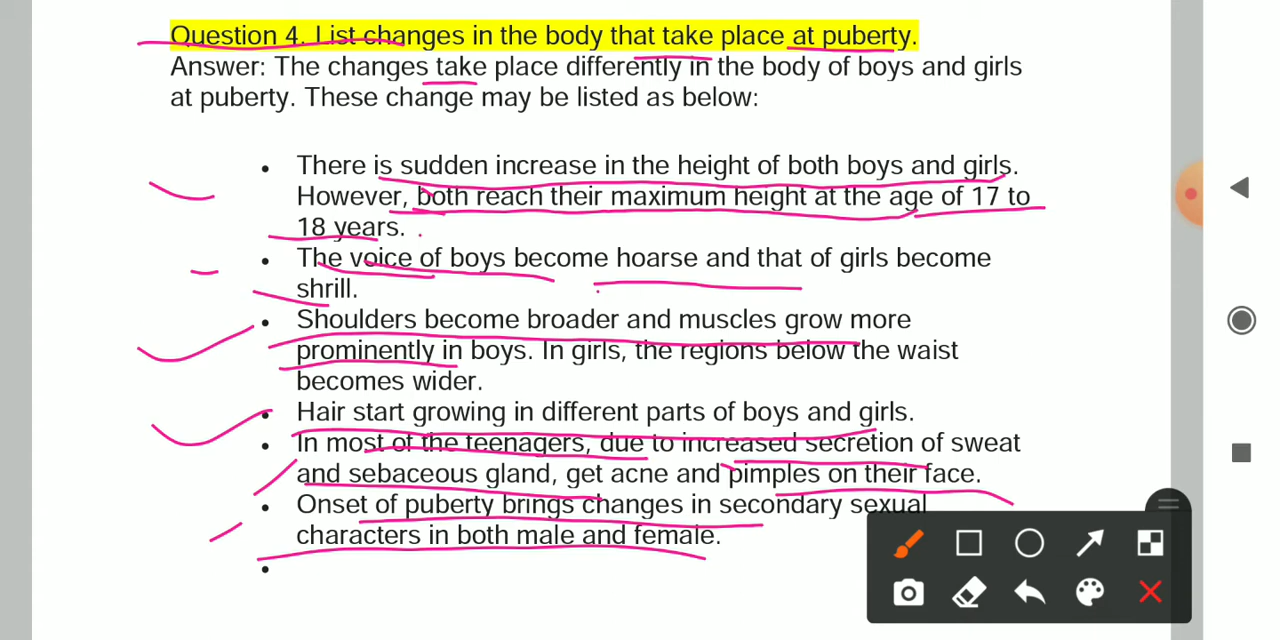 Question 4. List changes in the body that take place at puberty.
Answer: The changes take place differently in the body of boys and girls
at puberty. These change may be listed as below:
• There is sudden increase in the height of both boys and girls.
However, both reach their maximum height at the age of 17 to
18 years.
• The voice of boys become hoarse and that of girls become
shrill.
• Shoulders become broader and muscles grow more
prominently in boys. In girls, the regions below the waist
becomes wider.
• Hair start growing in different parts of boys and girls.
• In most of the teenagers, due to increased secretion of sweat
and sebaceous gland, get acne and pimples on their face.
• Onset of puberty brings changes in secondary sexual
characters in both male and female.
•